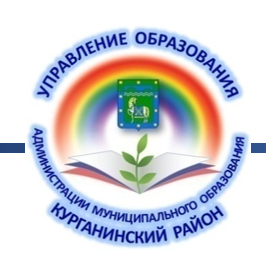 УПРАВЛЕНИЕ ОБРАЗОВАНИЯ
АДМИНИСТРАЦИИ МУНИЦИПАЛЬНОГО ОБРАЗОВАНИЯ
КУРГАНИНСКИЙ РАЙОН